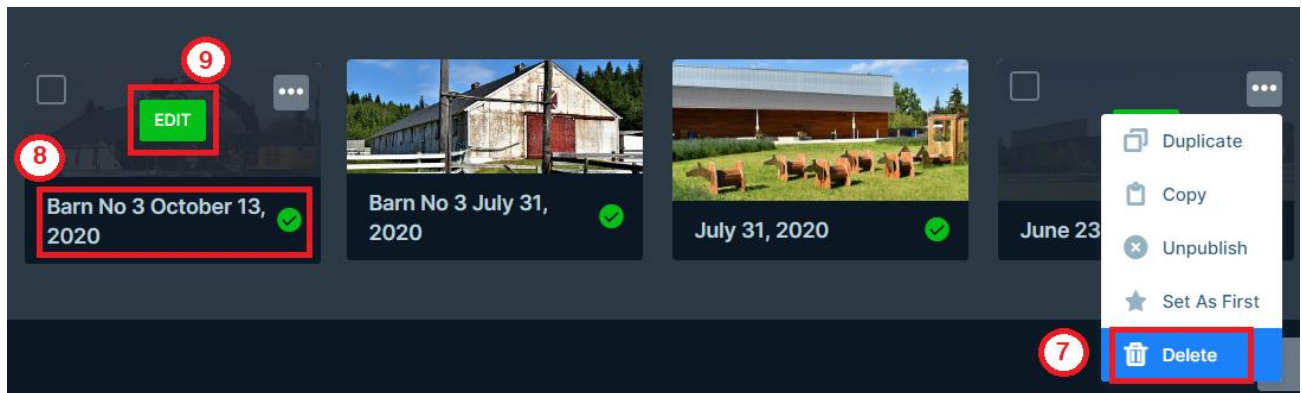 9
EDIT
8
Barn No 3 October 13,
2020
Barn No 3 July 31,
2020
July 31, 2020
June 23
Duplicate
Copy
Unpublish
Set As First
7
Delete